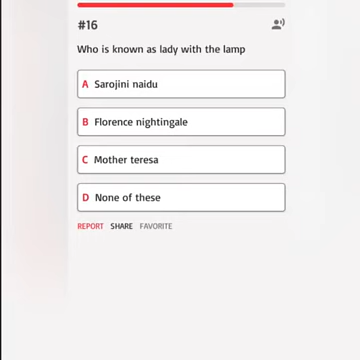 #16
Who is known as lady with the lamp
A Sarojini naidu
B Florence nightingale
C Mother teresa
D None of these
REPORT SHARE FAVORITE